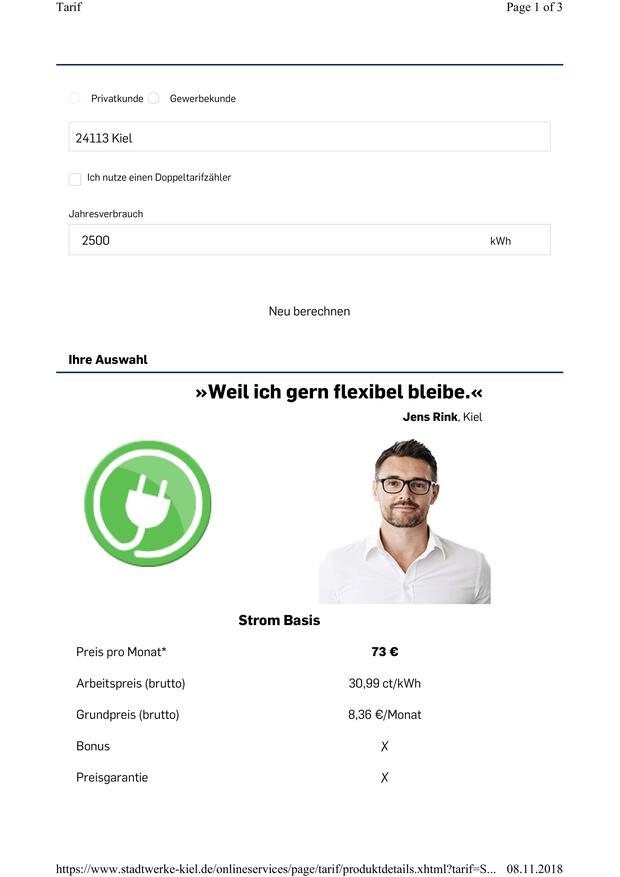 Tarif Page 1 of 3
Privatkunde Gewerbekunde
24113 Kiel
Ich nutze einen Doppeltarifzähler
Jahresverbrauch
2500 kWh
Neu berechnen
Ihre Auswahl
»Weil ich gern flexibel bleibe.«
Jens Rink, Kiel
Strom Basis
Preis pro Monat* 73 €
Arbeitspreis (brutto) 30,99 ct/kWh
Grundpreis (brutto) 8,36 €/Monat
Bonus X
Preisgarantie X
https://www.stadtwerke-kiel.de/onlineservices/page/tarif/produktdetails.xhtml?tarif=S... 08.11.2018